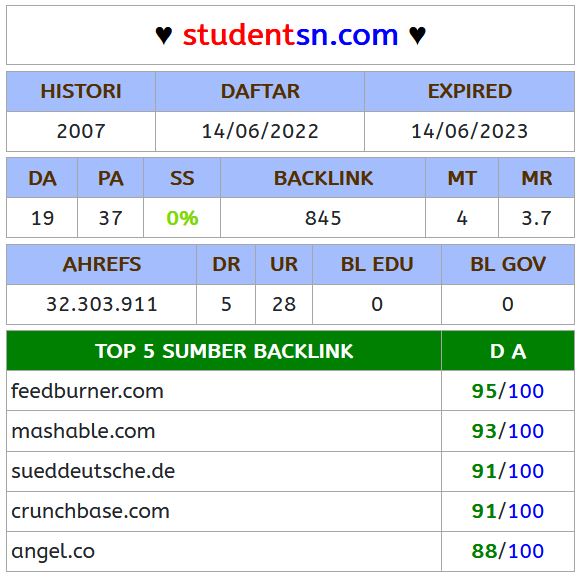 ♥ studentsn.com ♥
HISTORI DAFTAR EXPIRED
2007 14/06/2022 14/06/2023
DA PA SS BACKLINK MT MR
19 37 0% 845 4 3.7
AHREFS DR UR BL EDU BL GOV
32.303.911 5 28 0 0
TOP 5 SUMBER BACKLINK D A
feedburner.com 95/100
mashable.com 93/100
sueddeutsche.de 91/100
crunchbase.com 91/100
angel.co 88/100